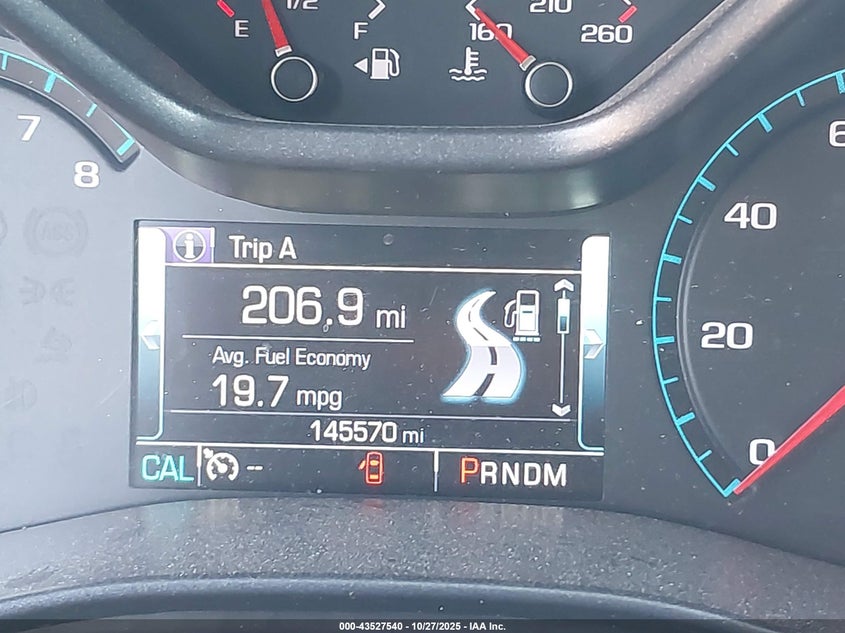 E 1/2 F
160 210 260
7
8
ABS
Trip A
206.9 mi
Avg. Fuel Economy
19.7 mpg
145570 mi
CAL -- PRNDM
40
20
0
000-43527540 - 10/27/2025 - IAA Inc.